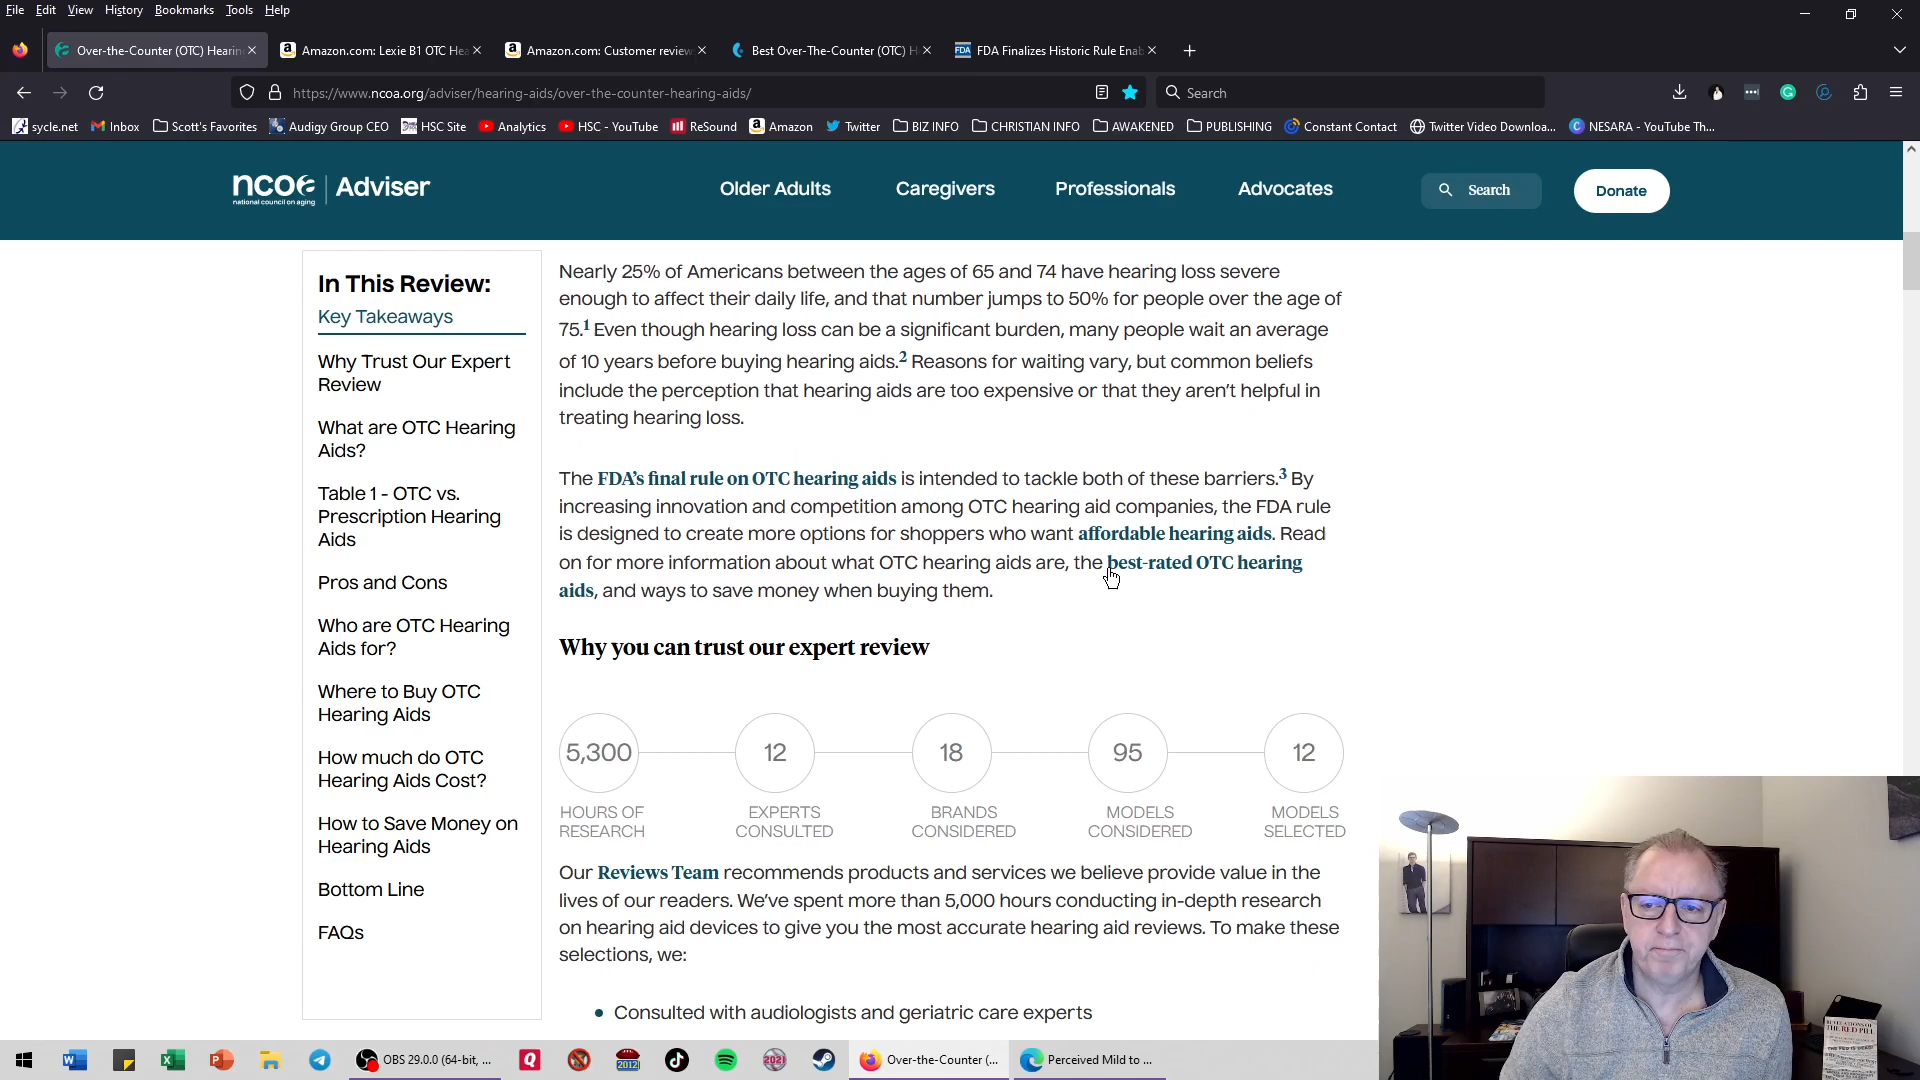 File Edit View History Bookmarks Tools Help
Over-the-Counter (OTC) Hearin
Amazon.com: Lexie B1 OTC Hea
Amazon.com: Customer review
Best Over-The-Counter (OTC) H
FDA FDA Finalizes Historic Rule Enab
https://www.ncoa.org/adviser/hearing-aids/over-the-counter-hearing-aids/
Search
sycle.net Inbox Scott's Favorites Audigy Group CEO HSC Site Analytics HSC - YouTube ReSound Amazon Twitter BIZ INFO CHRISTIAN INFO AWAKENED PUBLISHING Constant Contact Twitter Video Downloa... NESARA - YouTube Th...
ncoa Adviser
national council on aging
Older Adults Caregivers Professionals Advocates Search Donate
In This Review:
Key Takeaways
Why Trust Our Expert
Review
What are OTC Hearing
Aids?
Table 1 - OTC vs.
Prescription Hearing
Aids
Pros and Cons
Who are OTC Hearing
Aids for?
Where to Buy OTC
Hearing Aids
How much do OTC
Hearing Aids Cost?
How to Save Money on
Hearing Aids
Bottom Line
FAQs
Nearly 25% of Americans between the ages of 65 and 74 have hearing loss severe
enough to affect their daily life, and that number jumps to 50% for people over the age of
75.1 Even though hearing loss can be a significant burden, many people wait an average
of 10 years before buying hearing aids.2 Reasons for waiting vary, but common beliefs
include the perception that hearing aids are too expensive or that they aren't helpful in
treating hearing loss.
The FDA's final rule on OTC hearing aids is intended to tackle both of these barriers.3 By
increasing innovation and competition among OTC hearing aid companies, the FDA rule
is designed to create more options for shoppers who want affordable hearing aids. Read
on for more information about what OTC hearing aids are, the best-rated OTC hearing
aids, and ways to save money when buying them.
Why you can trust our expert review
5,300 12 18 95 12
HOURS OF EXPERTS BRANDS MODELS MODELS
RESEARCH CONSULTED CONSIDERED CONSIDERED SELECTED
Our Reviews Team recommends products and services we believe provide value in the
lives of our readers. We've spent more than 5,000 hours conducting in-depth research
on hearing aid devices to give you the most accurate hearing aid reviews. To make these
selections, we:
Consulted with audiologists and geriatric care experts
REVELATIONS OF
THE RED PILL
OBS 29.0.0 (64-bit, ...
2012
2021
Over-the-Counter (...
Perceived Mild to ...